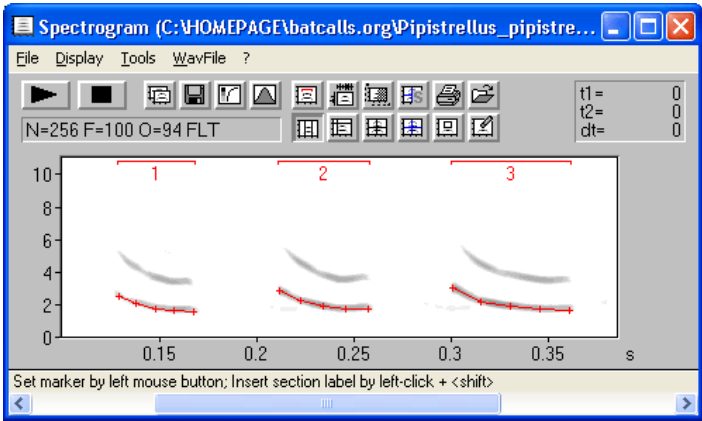 Spectrogram (C:\HOMEPAGE\batcalls.org\Pipistrellus_pipistre...
File Display Tools WavFile ?
t1= 0
t2= 0
dt= 0
N=256 F=100 O=94 FLT
1 2 3
10
8
6
4
2
0
0.15 0.2 0.25 0.3 0.35 s
Set marker by left mouse button; Insert section label by left-click + <shift>